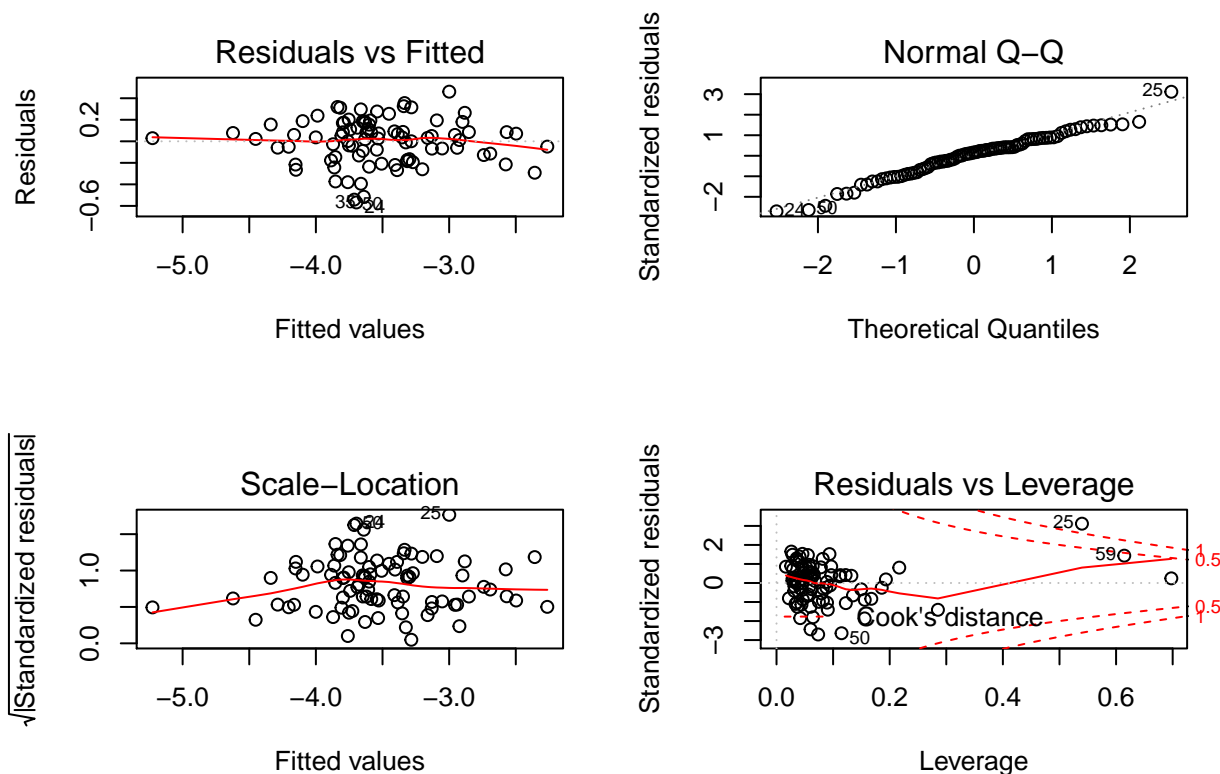 Residuals vs Fitted
Residuals
0.2
−0.6
35
50
24
−5.0 −4.0 −3.0
Fitted values
Normal Q−Q
Standardized residuals
3
1
−2
25
24
50
−2 −1 0 1 2
Theoretical Quantiles
Scale−Location
√|Standardized residuals|
1.0
0.0
50
24
25
−5.0 −4.0 −3.0
Fitted values
Residuals vs Leverage
Standardized residuals
2
0
−3
25
59
50
1
0.5
0.5
1
Cook's distance
0.0 0.2 0.4 0.6
Leverage